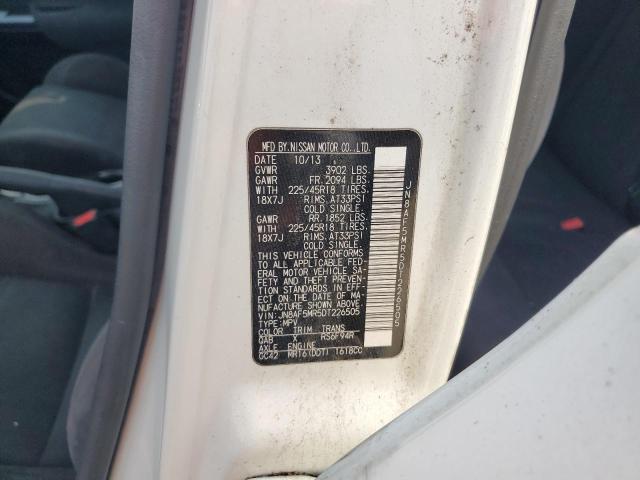 MFD BY NISSAN MOTOR CO.,LTD.
DATE 10/13
GVWR 3902 LBS.
GAWR FR. 2094 LBS.
WITH 225/45R18 TIRES,
18X7J RIMS, AT33PSI
COLD SINGLE.
GAWR RR. 1852 LBS.
WITH 225/45R18 TIRES,
18X7J RIMS, AT33PSI
COLD SINGLE.
THIS VEHICLE CONFORMS
TO ALL APPLICABLE FED-
ERAL MOTOR VEHICLE SA-
FETY AND THEFT PREVEN-
TION STANDARDS IN EFF-
ECT ON THE DATE OF MA-
NUFACTURE SHOWN ABOVE.
VIN: JN8AF5MR5DT226505
TYPE: MPV
COLOR TRIM TRANS
QAB X RS6F94R
AXLE ENGINE
GC42 MR16(DDT) 1618CC
JN8AF5MR5DT226505